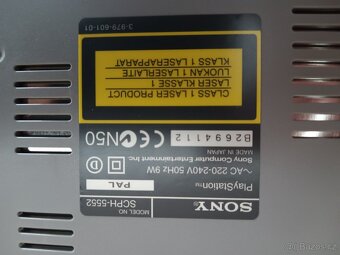 SONY
MODEL NO.
SCPH-5552
PAL
PlayStation™
~AC 220-240V 50Hz 9W
Sony Computer Entertainment Inc.
MADE IN JAPAN
CE N50
B2694112
CLASS 1 LASER PRODUCT
LASER KLASSE 1
LUOKAN 1 LASERLAITE
KLASS 1 LASERAPPARAT
3-979-601-01